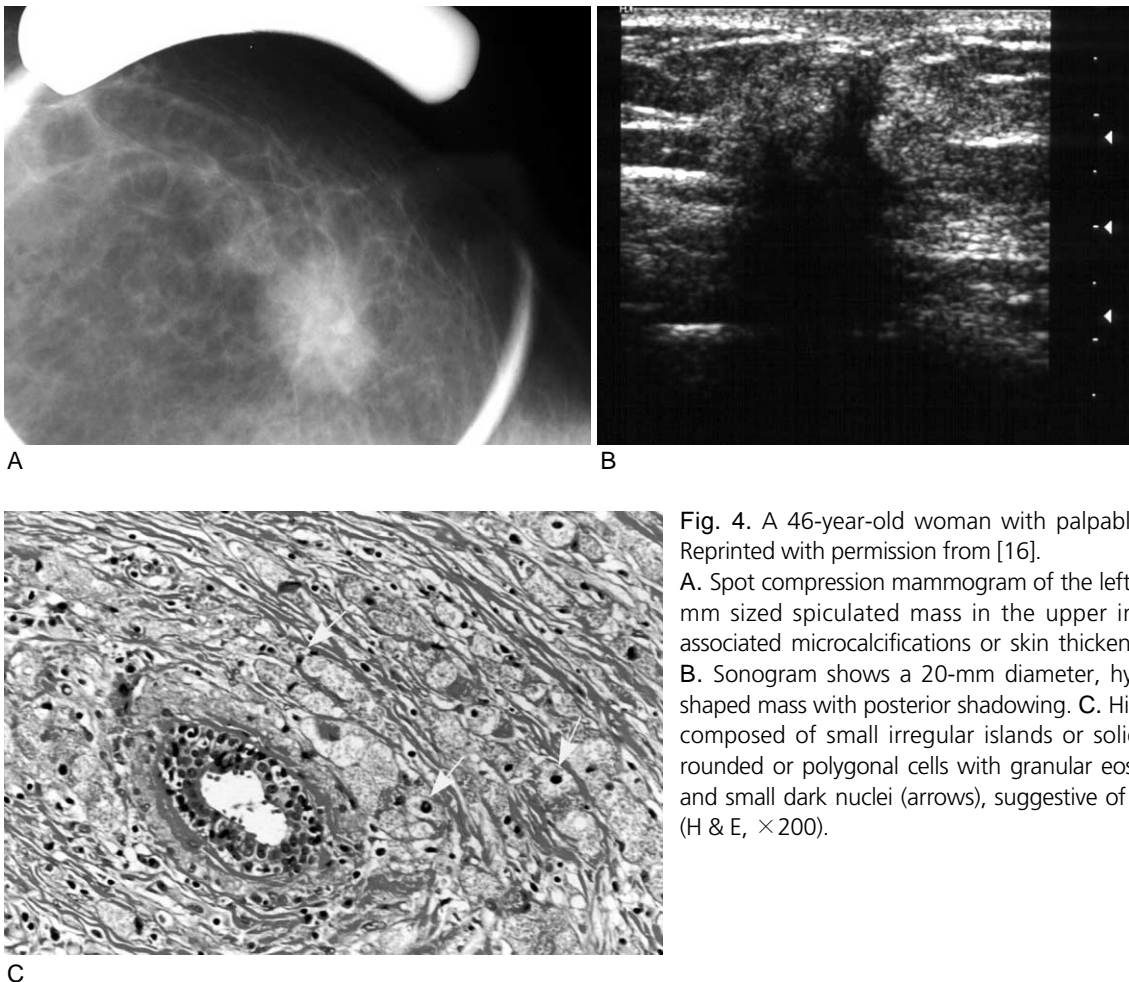 A
B
C
Fig. 4. A 46-year-old woman with palpabl
Reprinted with permission from [16].
A. Spot compression mammogram of the left
mm sized spiculated mass in the upper in
associated microcalcifications or skin thicken
B. Sonogram shows a 20-mm diameter, hy
shaped mass with posterior shadowing. C. Hi
composed of small irregular islands or soli
rounded or polygonal cells with granular eos
and small dark nuclei (arrows), suggestive of
(H & E, ×200).